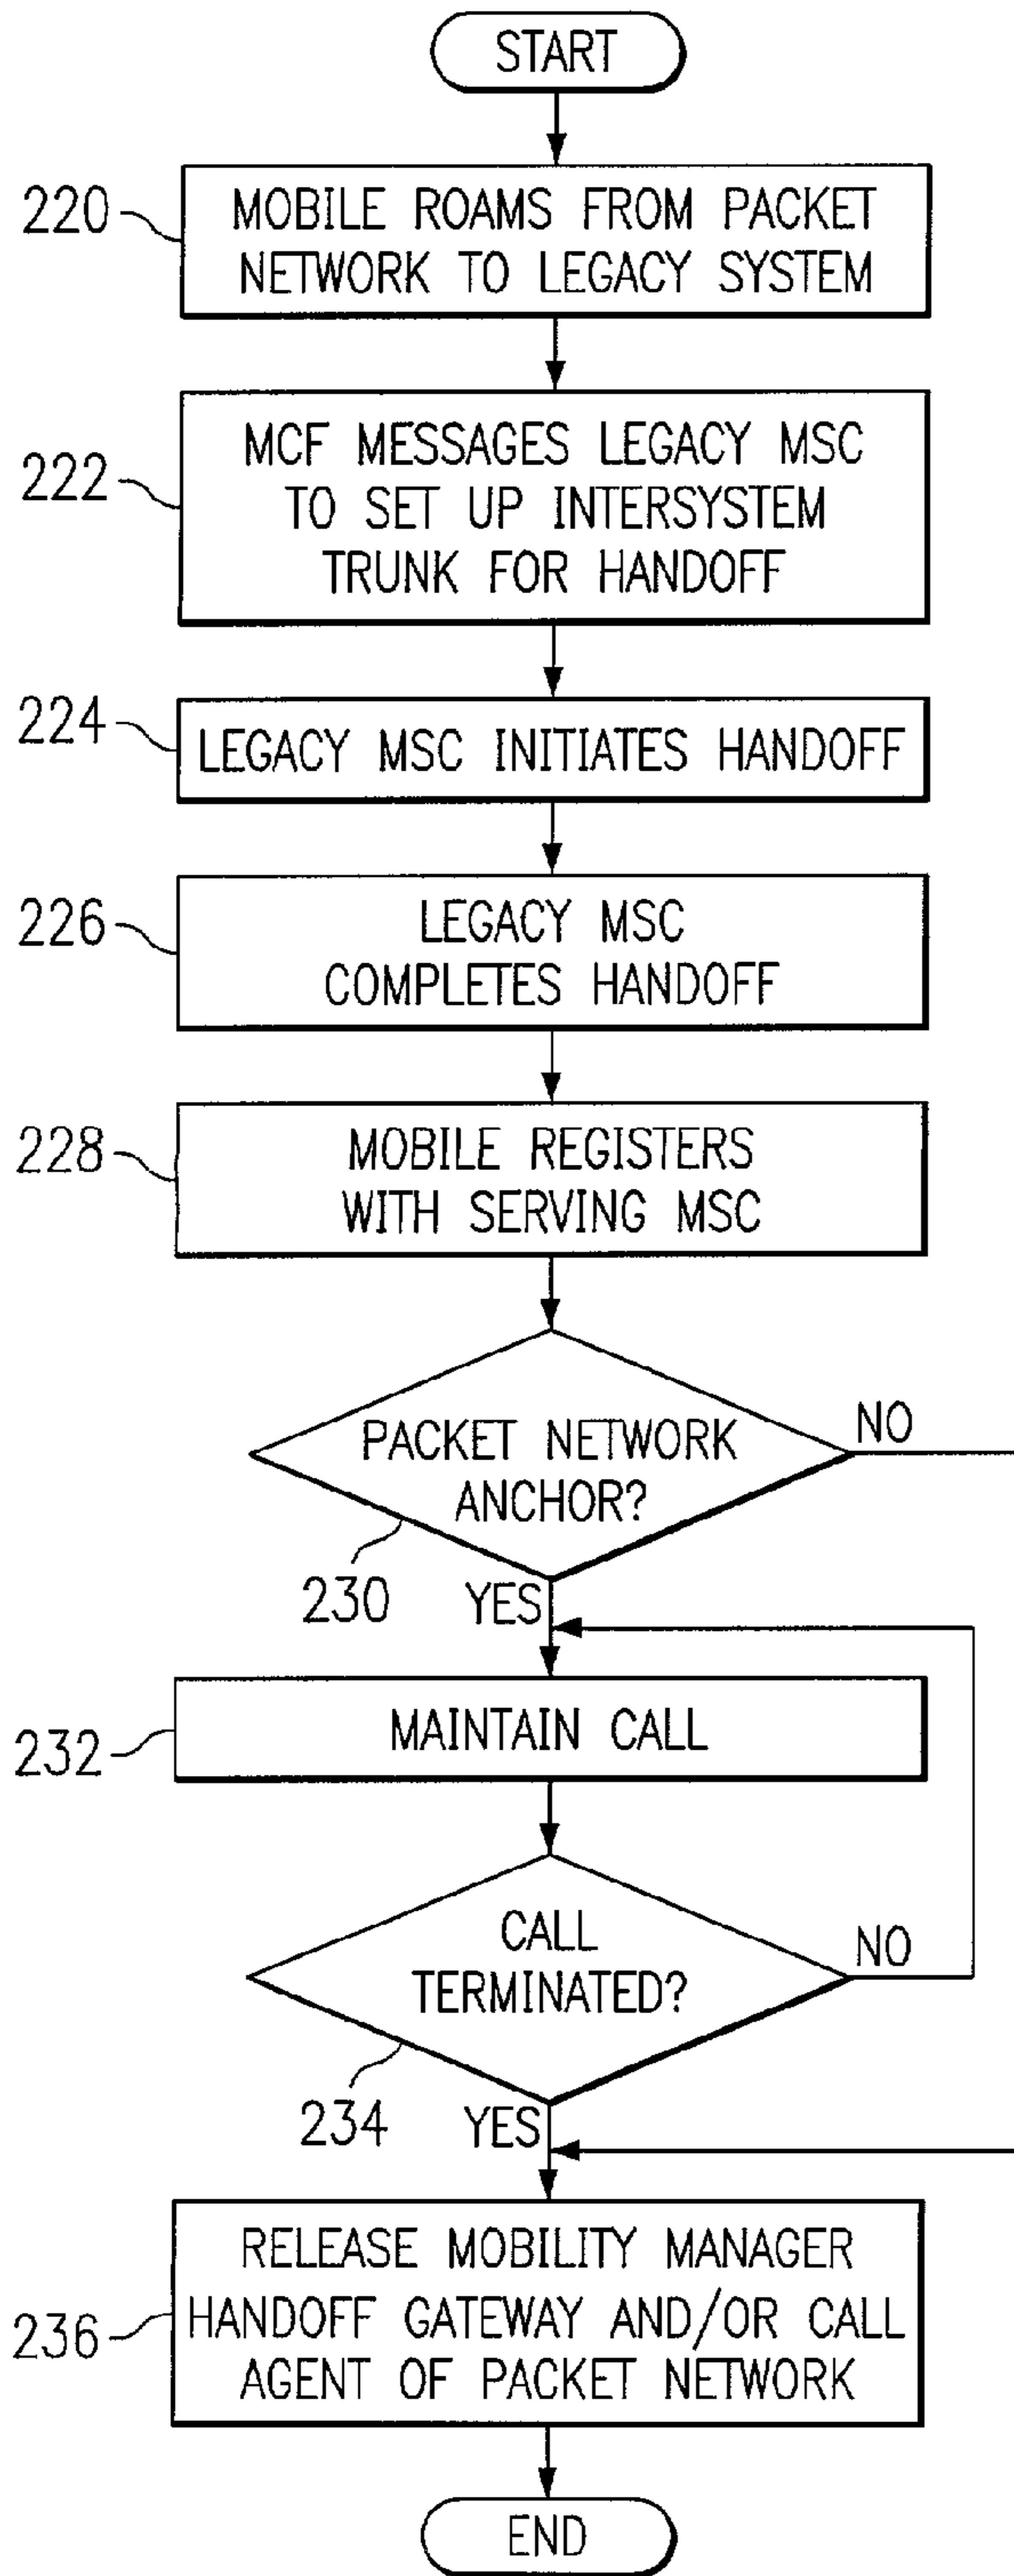 START
220
MOBILE ROAMS FROM PACKET
NETWORK TO LEGACY SYSTEM
222
MCF MESSAGES LEGACY MSC
TO SET UP INTERSYSTEM
TRUNK FOR HANDOFF
224
LEGACY MSC INITIATES HANDOFF
226
LEGACY MSC
COMPLETES HANDOFF
228
MOBILE REGISTERS
WITH SERVING MSC
PACKET NETWORK
ANCHOR?
NO
230
YES
232
MAINTAIN CALL
CALL
TERMINATED?
NO
234
YES
236
RELEASE MOBILITY MANAGER
HANDOFF GATEWAY AND/OR CALL
AGENT OF PACKET NETWORK
END